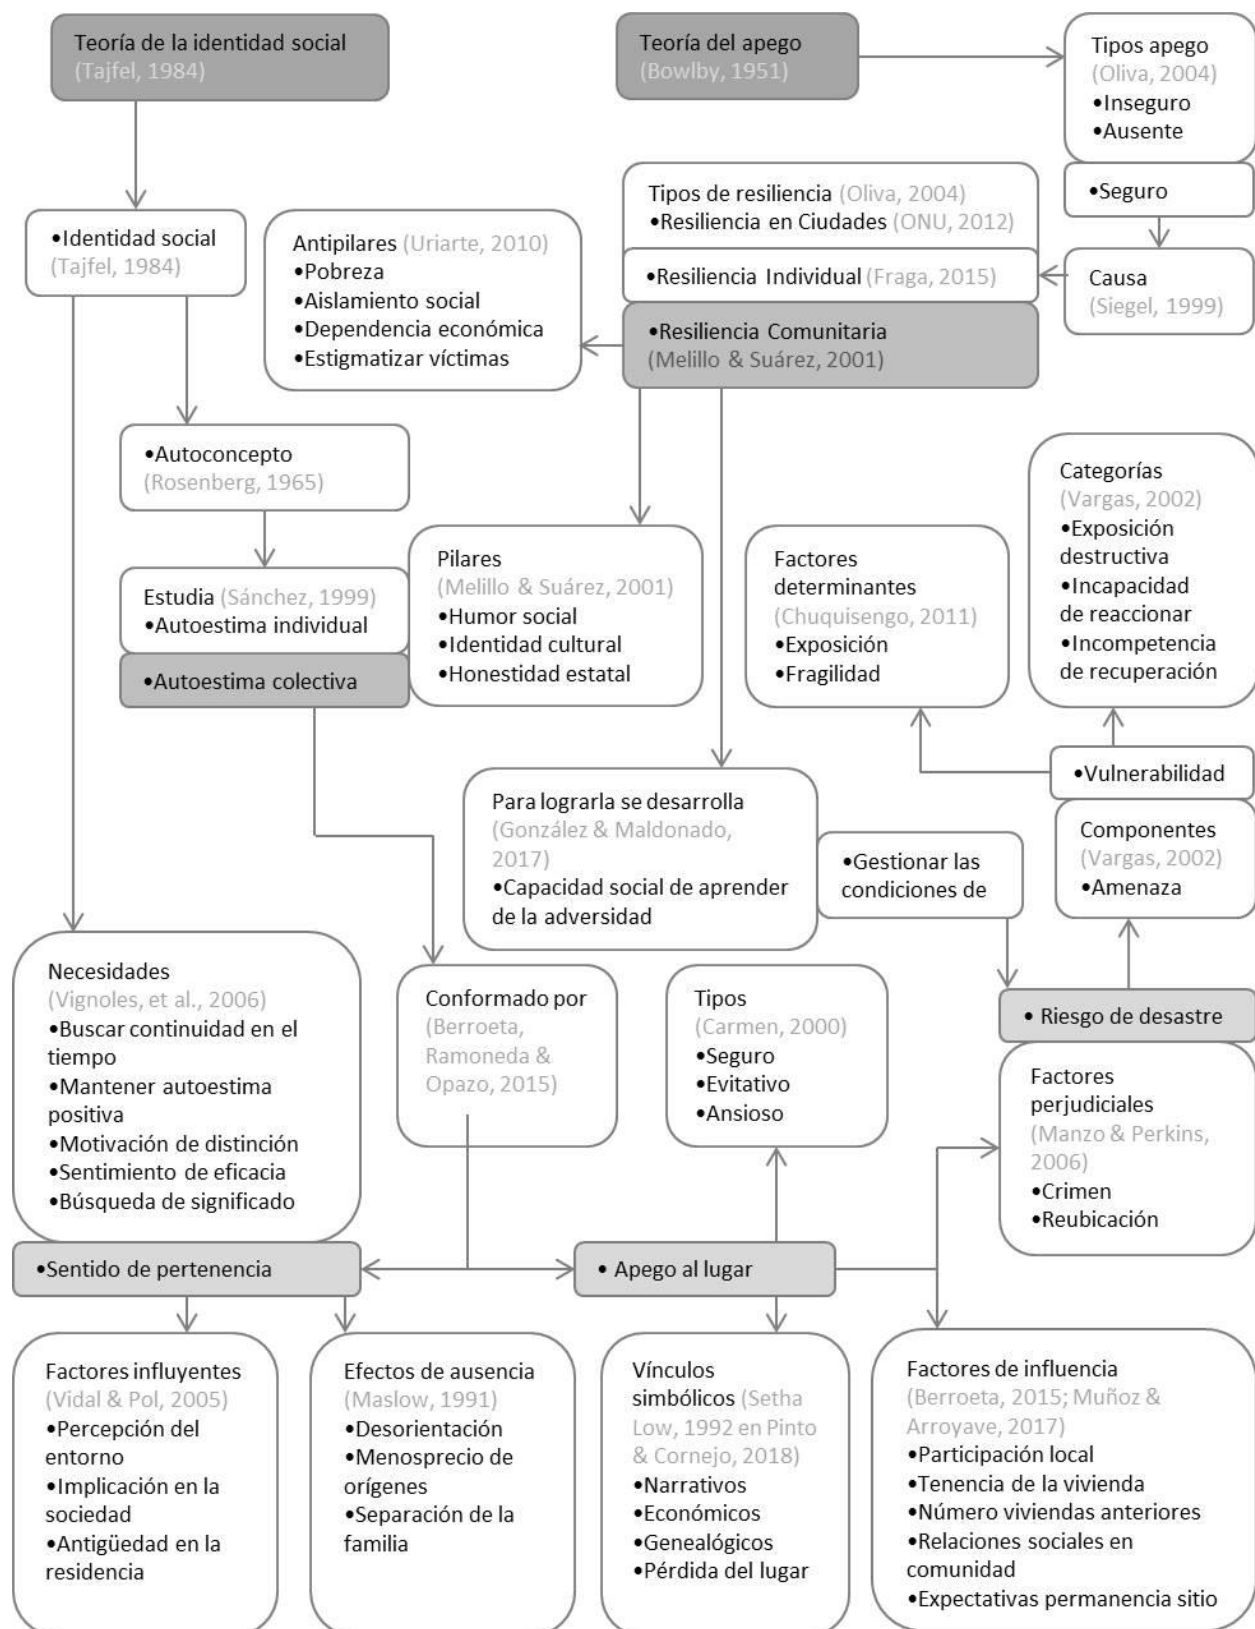 Teoría de la identidad social
(Tajfel, 1984)
Teoría del apego
(Bowlby, 1951)
Tipos apego
(Oliva, 2004)
•Inseguro
•Ausente
•Seguro
Causa
(Siegel, 1999)
Tipos de resiliencia (Oliva, 2004)
•Resiliencia en Ciudades (ONU, 2012)
•Resiliencia Individual (Fraga, 2015)
•Resiliencia Comunitaria
(Melillo & Suárez, 2001)
•Identidad social
(Tajfel, 1984)
Antipilares (Uriarte, 2010)
•Pobreza
•Aislamiento social
•Dependencia económica
•Estigmatizar víctimas
•Autoconcepto
(Rosenberg, 1965)
Estudia (Sánchez, 1999)
•Autoestima individual
•Autoestima colectiva
Pilares
(Melillo & Suárez, 2001)
•Humor social
•Identidad cultural
•Honestidad estatal
Factores
determinantes
(Chuquisengo, 2011)
•Exposición
•Fragilidad
Categorías
(Vargas, 2002)
•Exposición
destructiva
•Incapacidad
de reaccionar
•Incompetencia
de recuperación
•Vulnerabilidad
Componentes
(Vargas, 2002)
•Amenaza
Para lograrla se desarrolla
(González & Maldonado,
2017)
•Capacidad social de aprender
de la adversidad
•Gestionar las
condiciones de
• Riesgo de desastre
Factores
perjudiciales
(Manzo & Perkins,
2006)
•Crimen
•Reubicación
Necesidades
(Vignoles, et al., 2006)
•Buscar continuidad en el
tiempo
•Mantener autoestima
positiva
•Motivación de distinción
•Sentimiento de eficacia
•Búsqueda de significado
•Sentido de pertenencia
Conformado por
(Berroeta,
Ramoneda &
Opazo, 2015)
Tipos
(Carmen, 2000)
•Seguro
•Evitativo
•Ansioso
• Apego al lugar
Factores influyentes
(Vidal & Pol, 2005)
•Percepción del
entorno
•Implicación en la
sociedad
•Antigüedad en la
residencia
Efectos de ausencia
(Maslow, 1991)
•Desorientación
•Menosprecio de
orígenes
•Separación de la
familia
Vínculos
simbólicos (Setha
Low, 1992 en Pinto
& Cornejo, 2018)
•Narrativos
•Económicos
•Genealógicos
•Pérdida del lugar
Factores de influencia
(Berroeta, 2015; Muñoz &
Arroyave, 2017)
•Participación local
•Tenencia de la vivienda
•Número viviendas anteriores
•Relaciones sociales en
comunidad
•Expectativas permanencia sitio